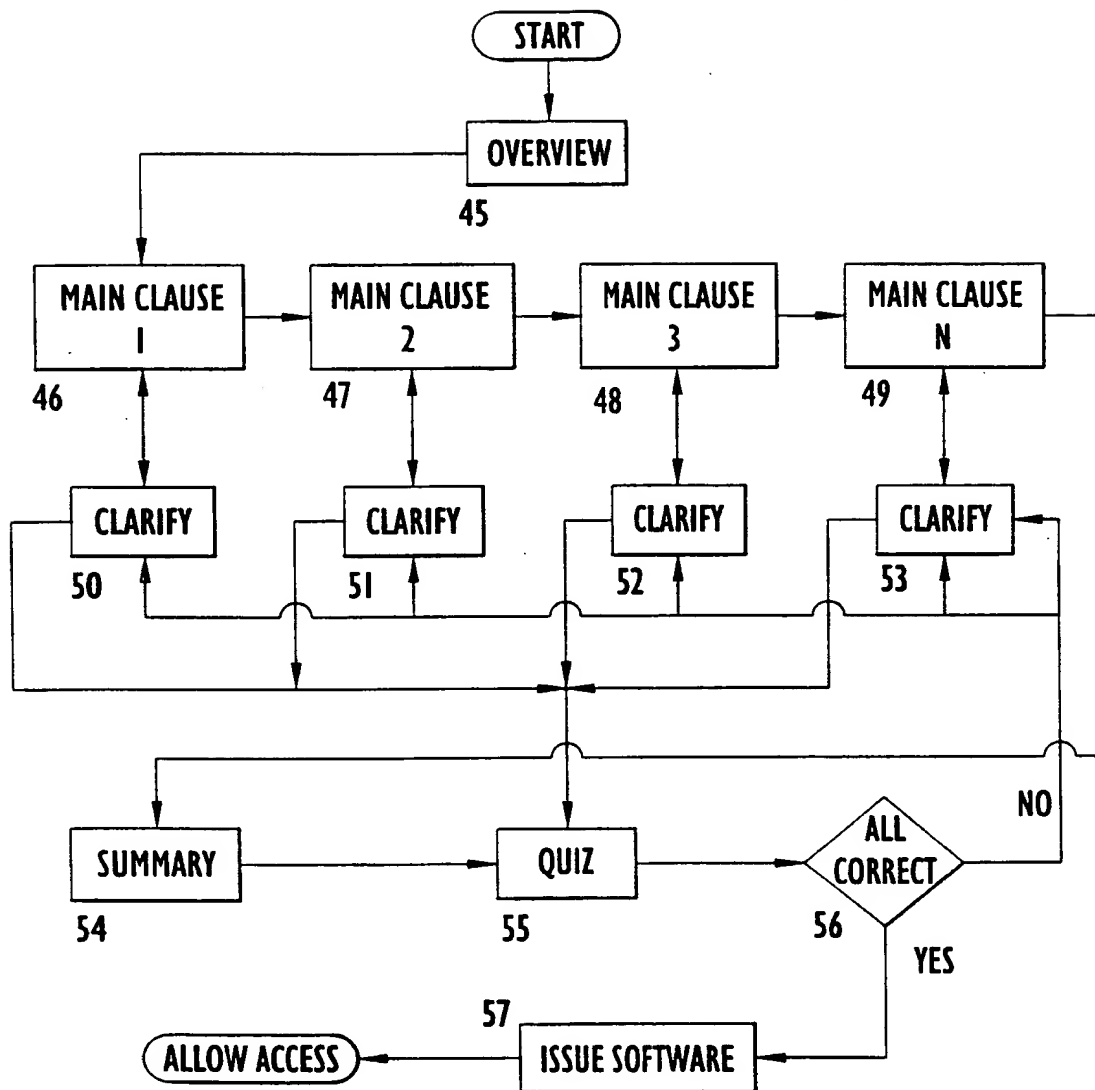 START
OVERVIEW
45
MAIN CLAUSE
1
MAIN CLAUSE
2
MAIN CLAUSE
3
MAIN CLAUSE
N
46
47
48
49
CLARIFY
CLARIFY
CLARIFY
CLARIFY
50
51
52
53
NO
SUMMARY
QUIZ
ALL
CORRECT
54
55
56
YES
57
ALLOW ACCESS
ISSUE SOFTWARE